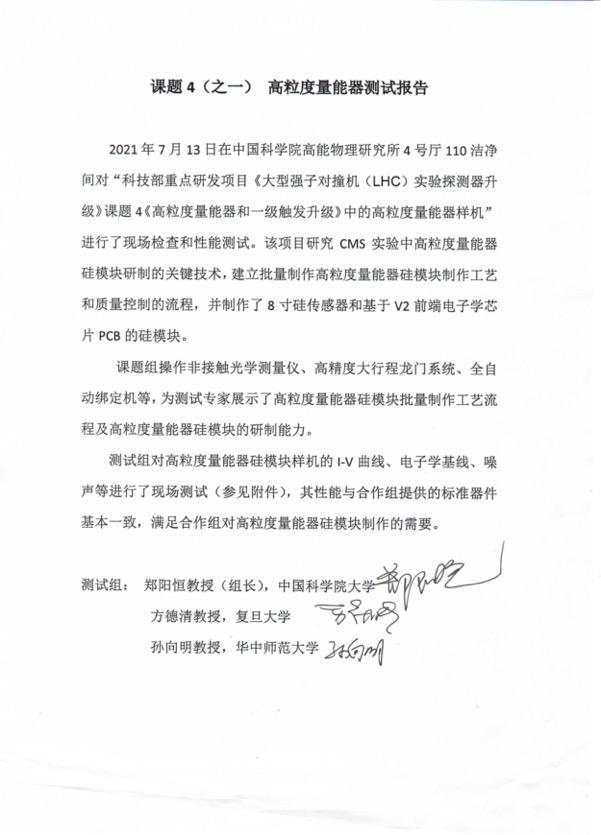 课题 4（之一） 高粒度量能器测试报告
2021 年 7 月 13 日在中国科学院高能物理研究所 4 号厅 110 洁净
间对“科技部重点研发项目《大型强子对撞机（LHC）实验探测器升
级》课题 4《高粒度量能器和一级触发升级》中的高粒度量能器样机”
进行了现场检查和性能测试。该项目研究 CMS 实验中高粒度量能器
硅模块研制的关键技术，建立批量制作高粒度量能器硅模块制作工艺
和质量控制的流程，并制作了 8 寸硅传感器和基于 V2 前端电子学芯
片 PCB 的硅模块。
课题组操作非接触光学测量仪、高精度大行程龙门系统、全自
动绑定机等，为测试专家展示了高粒度量能器硅模块批量制作工艺流
程及高粒度量能器硅模块的研制能力。
测试组对高粒度量能器硅模块样机的 I-V 曲线、电子学基线、噪
声等进行了现场测试（参见附件），其性能与合作组提供的标准器件
基本一致，满足合作组对高粒度量能器硅模块制作的需要。
测试组： 郑阳恒教授（组长），中国科学院大学 郑阳恒
方德清教授，复旦大学 方德清
孙向明教授，华中师范大学 孙向明